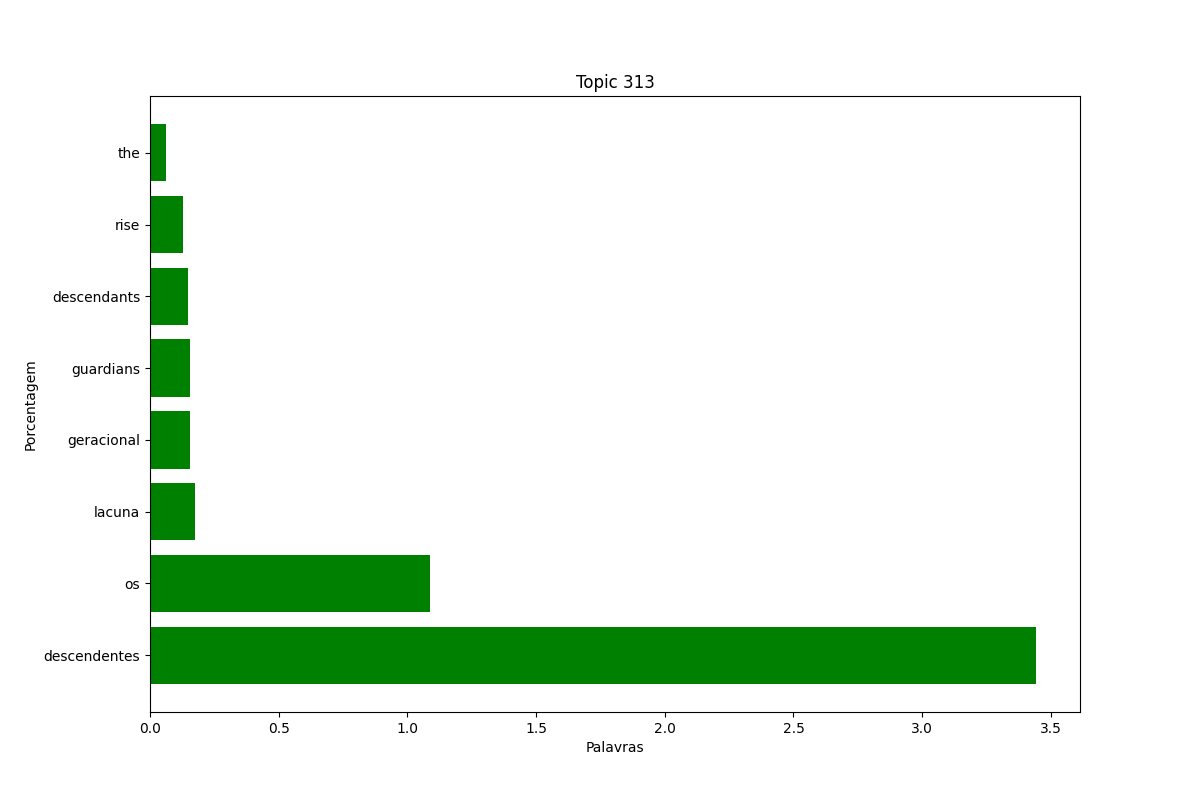 Topic 313
the
rise
descendants
guardians
geracional
lacuna
os
descendentes
Porcentagem
0.0 0.5 1.0 1.5 2.0 2.5 3.0 3.5
Palavras